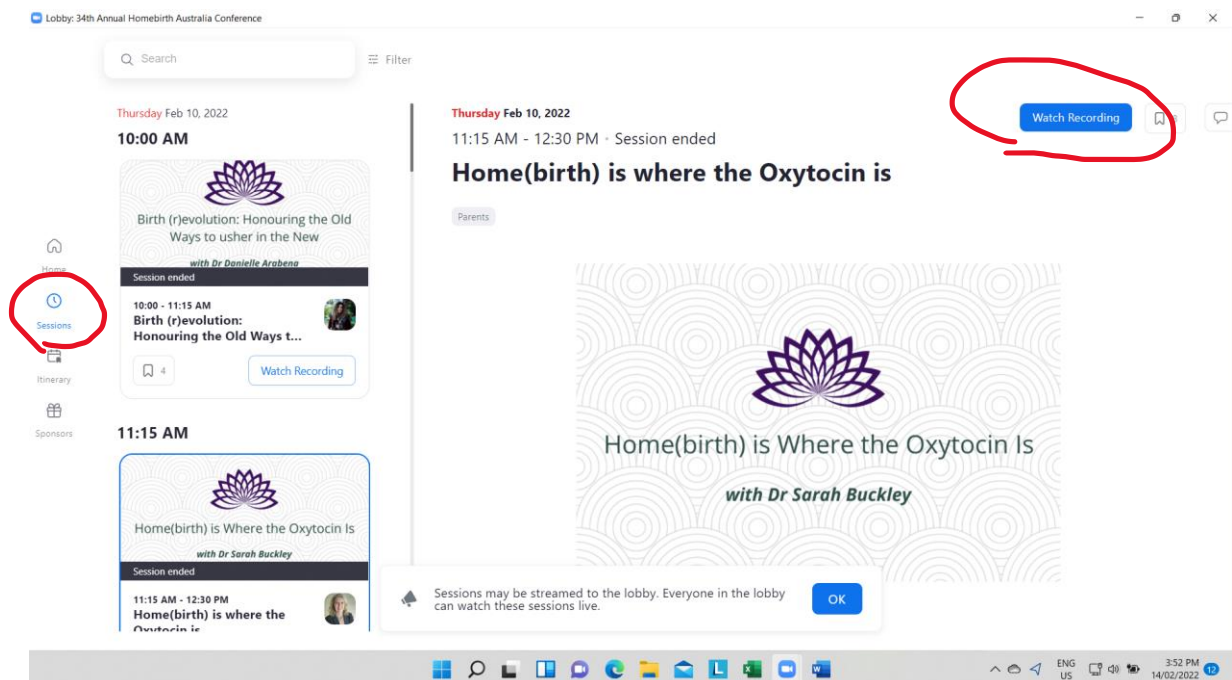 Lobby: 34th Annual Homebirth Australia Conference
Search
Filter
Thursday Feb 10, 2022
10:00 AM
Birth (r)evolution: Honouring the Old
Ways to usher in the New
with Dr Danielle Arabena
Session ended
10:00 - 11:15 AM
Birth (r)evolution:
Honouring the Old Ways t...
4
Watch Recording
11:15 AM
Home(birth) is Where the Oxytocin Is
with Dr Sarah Buckley
Session ended
11:15 AM - 12:30 PM
Home(birth) is where the
Oxytocin is
Home
Sessions
Itinerary
Sponsors
Thursday Feb 10, 2022
11:15 AM - 12:30 PM · Session ended
Watch Recording
Home(birth) is where the Oxytocin is
Parents
Home(birth) is Where the Oxytocin Is
with Dr Sarah Buckley
Sessions may be streamed to the lobby. Everyone in the lobby
can watch these sessions live.
OK
ENG
US
3:52 PM
14/02/2022
12